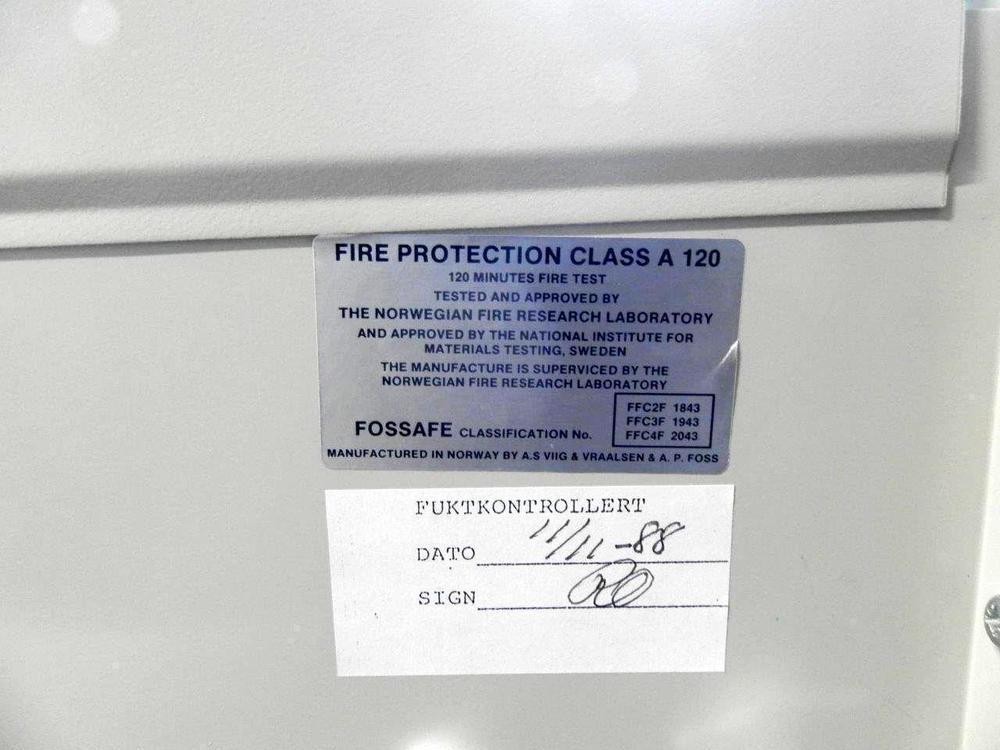 FIRE PROTECTION CLASS A 120
120 MINUTES FIRE TEST
TESTED AND APPROVED BY
THE NORWEGIAN FIRE RESEARCH LABORATORY
AND APPROVED BY THE NATIONAL INSTITUTE FOR
MATERIALS TESTING, SWEDEN
THE MANUFACTURE IS SUPERVICED BY THE
NORWEGIAN FIRE RESEARCH LABORATORY
FFC2F 1843
FFC3F 1943
FFC4F 2043
FOSSAFE CLASSIFICATION No.
MANUFACTURED IN NORWAY BY A.S VIIG & VRAALSEN & A. P. FOSS
FUKTKONTROLLERT
DATO 11/11-88
SIGN